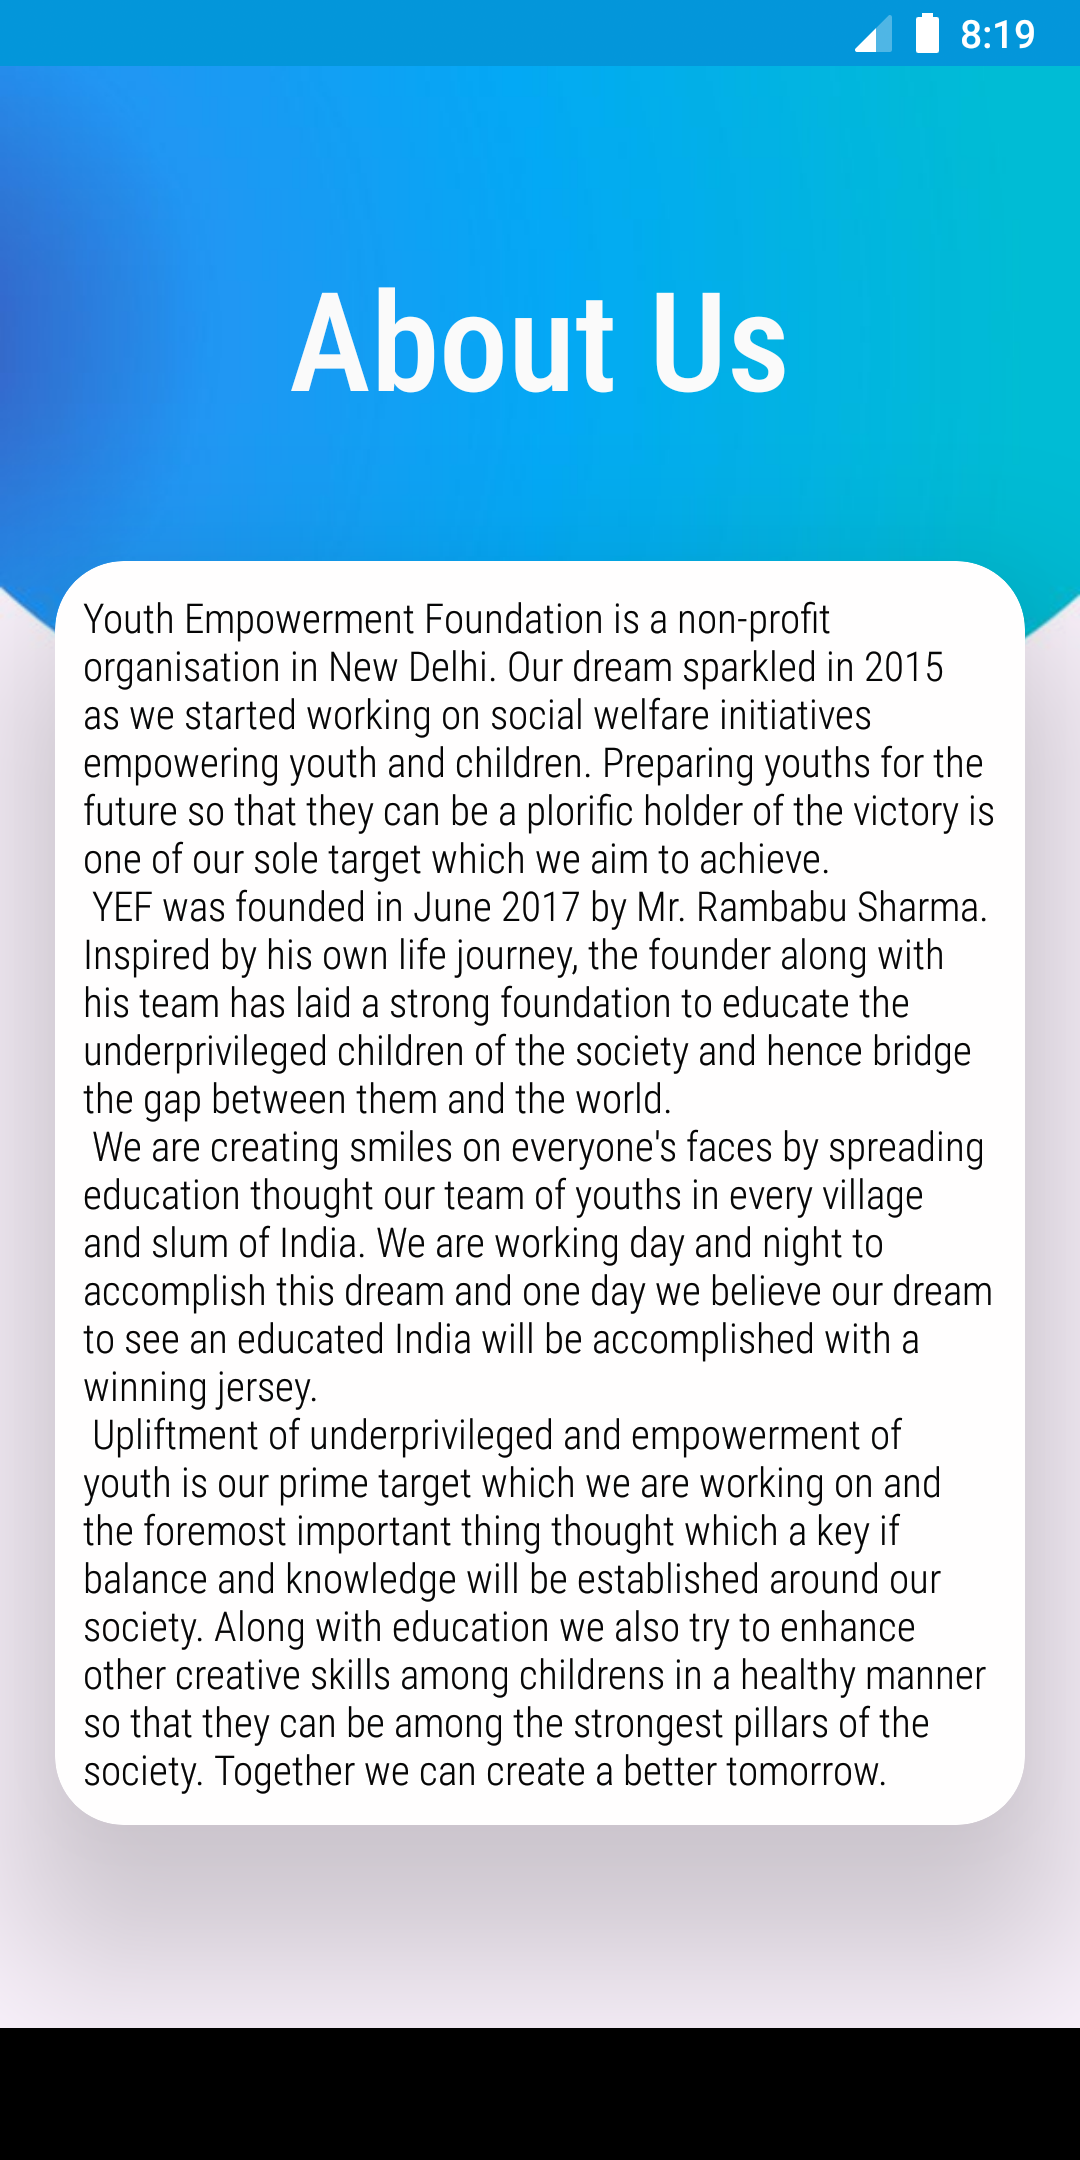 8:19
About Us
Youth Empowerment Foundation is a non-profit
organisation in New Delhi. Our dream sparkled in 2015
as we started working on social welfare initiatives
empowering youth and children. Preparing youths for the
future so that they can be a plorific holder of the victory is
one of our sole target which we aim to achieve.
YEF was founded in June 2017 by Mr. Rambabu Sharma.
Inspired by his own life journey, the founder along with
his team has laid a strong foundation to educate the
underprivileged children of the society and hence bridge
the gap between them and the world.
We are creating smiles on everyone's faces by spreading
education thought our team of youths in every village
and slum of India. We are working day and night to
accomplish this dream and one day we believe our dream
to see an educated India will be accomplished with a
winning jersey.
Upliftment of underprivileged and empowerment of
youth is our prime target which we are working on and
the foremost important thing thought which a key if
balance and knowledge will be established around our
society. Along with education we also try to enhance
other creative skills among childrens in a healthy manner
so that they can be among the strongest pillars of the
society. Together we can create a better tomorrow.